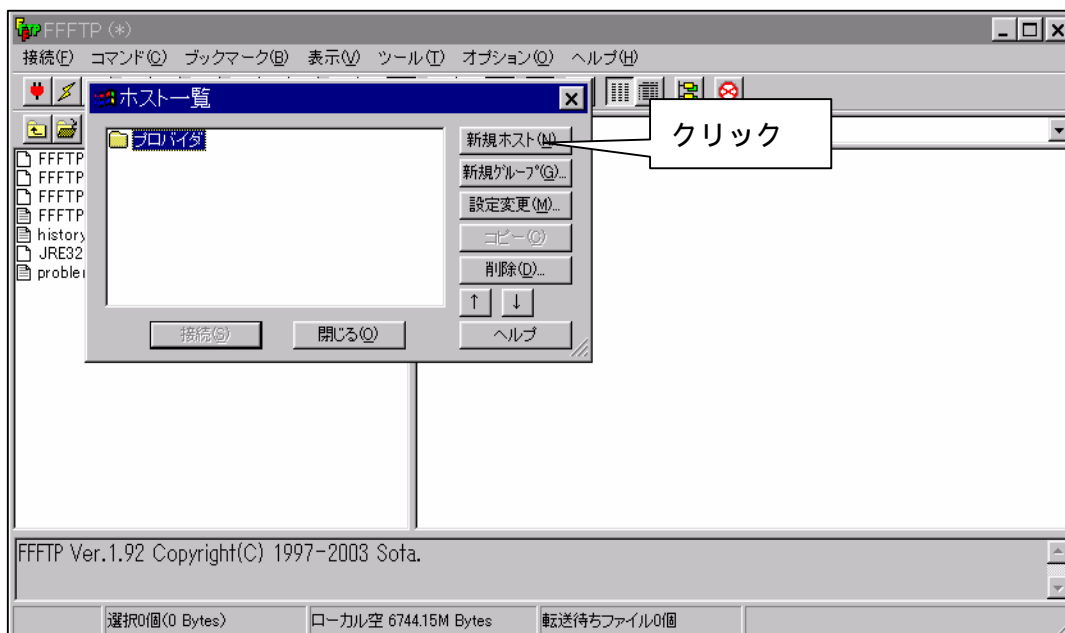 FFFTP (*)
接続(F) コマンド(C) ブックマーク(B) 表示(V) ツール(T) オプション(O) ヘルプ(H)
ホスト一覧
プロバイダ
新規ホスト(N)
クリック
新規グループ(G)...
設定変更(M)...
コピー(C)
削除(D)...
↑ ↓
接続(S) 閉じる(O) ヘルプ
FFFTP
FFFTP
FFFTP
FFFTP
history
JRE32
FFFTP Ver.1.92 Copyright(C) 1997-2003 Sota.
選択0個(0 Bytes) ローカル空 6744.15M Bytes 転送待ちファイル0個